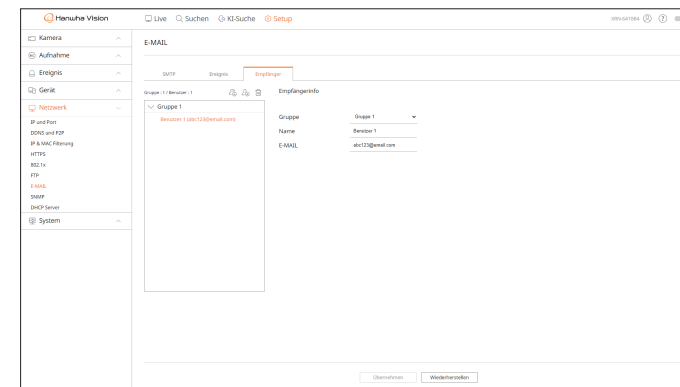 Hanwha Vision
Live
Suchen
KI-Suche
Setup
XRN-6410B4
Kamera
Aufnahme
Ereignis
Gerät
Netzwerk
IP und Port
DDNS und P2P
IP & MAC Filterung
HTTPS
802.1x
FTP
E-MAIL
SNMP
DHCP Server
System
E-MAIL
SMTP
Ereignis
Empfänger
Gruppe : 1 / Benutzer : 1
Gruppe 1
Benutzer 1 (abc123@email.com)
Empfängerinfo
Gruppe
Gruppe 1
Name
Benutzer 1
E-MAIL
abc123@email.com
Übernehmen
Wiederherstellen